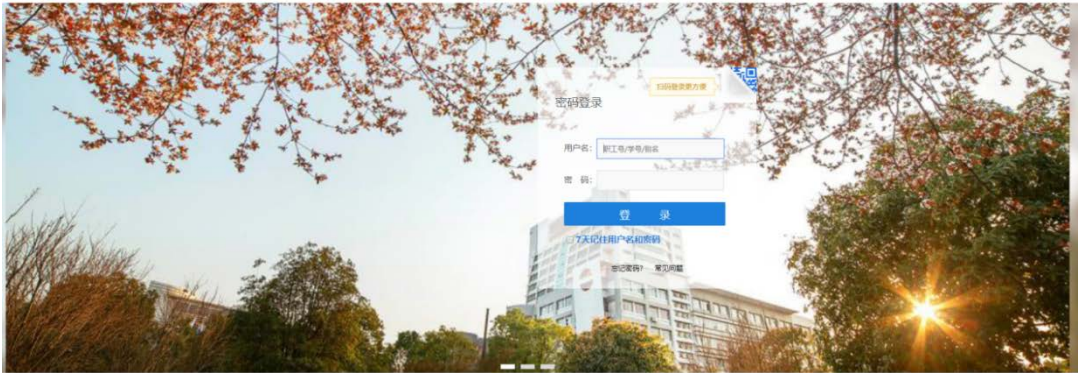 扫码登录更方便
密码登录
用户名: 职工号/学号/别名
密 码:
登 录
7天记住用户名和密码
忘记密码? 常见问题